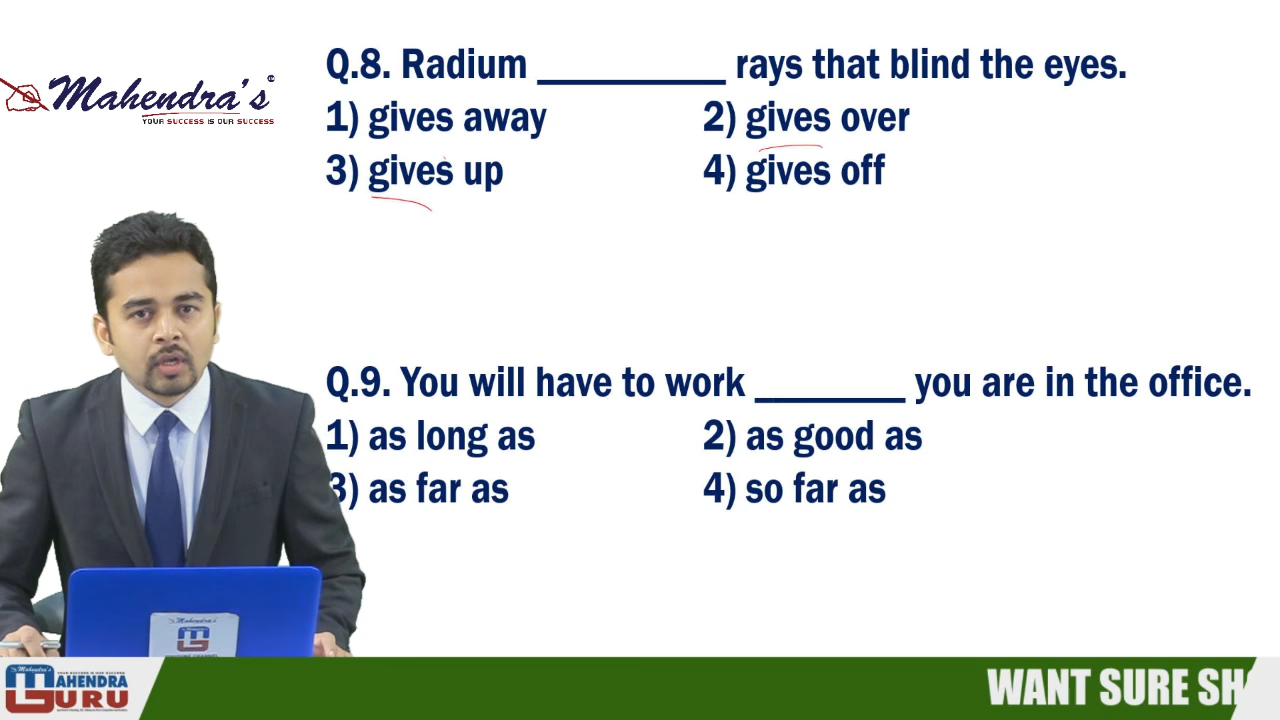 Mahendra's®
YOUR SUCCESS IS OUR SUCCESS
Q.8. Radium __________ rays that blind the eyes.
1) gives away 2) gives over
3) gives up 4) gives off
Q.9. You will have to work ________ you are in the office.
1) as long as 2) as good as
3) as far as 4) so far as
Mahendra's
MAHENDRA
GURU
WANT SURE SH